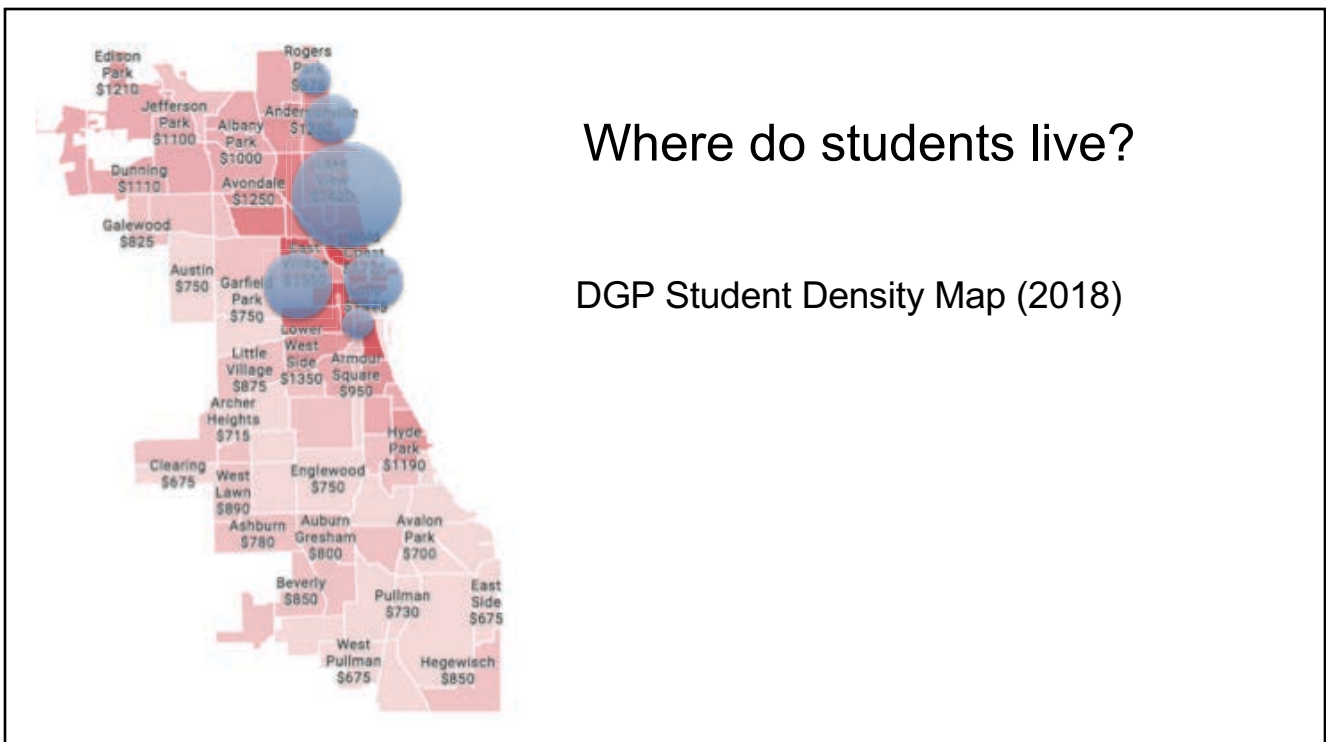 Where do students live?
DGP Student Density Map (2018)
Edison
Park
$1210
Rogers
Jefferson
Park
$1100
Albany
Park
$1000
Dunning
$1110
Avondale
$1250
Galewood
$825
Austin
$750
Park
$750
East
Village
Lower
West
Side
$1350
Little
Village
$875
Armour
Square
$950
Archer
Heights
$715
Hyde
Park
$1190
Clearing
$675
West
Lawn
$890
Englewood
$750
Ashburn
$780
Auburn
Gresham
$800
Avalon
Park
$700
Beverly
$850
Pullman
$730
East
Side
$675
West
Pullman
$675
Hegewisch
$850